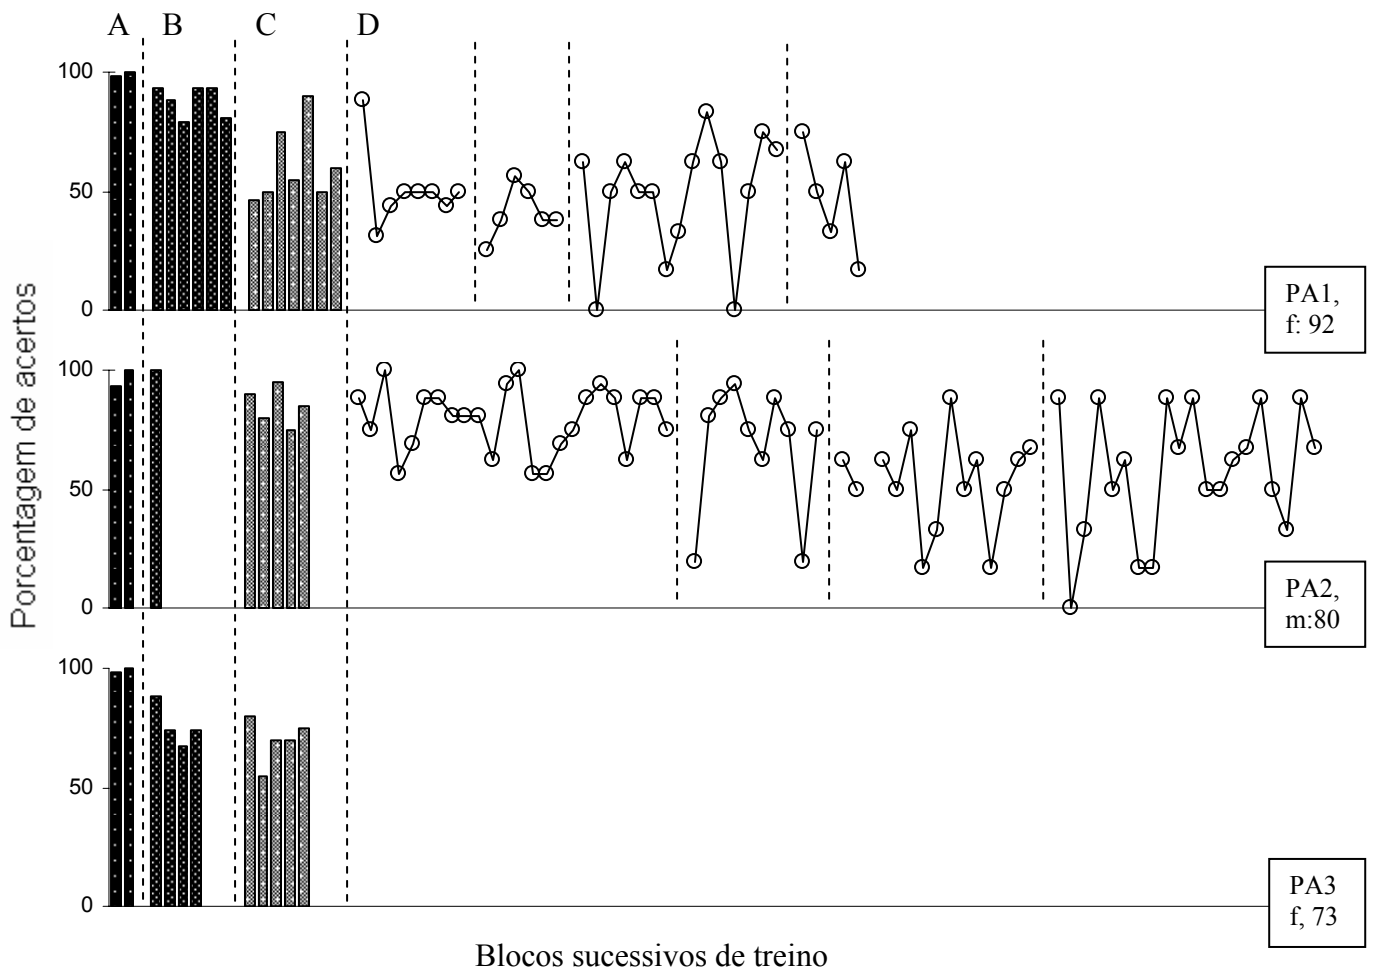 A B C D
100
50
0
PA1,
f: 92
100
50
0
PA2,
m:80
100
50
0
PA3
f, 73
Porcentagem de acertos
Blocos sucessivos de treino